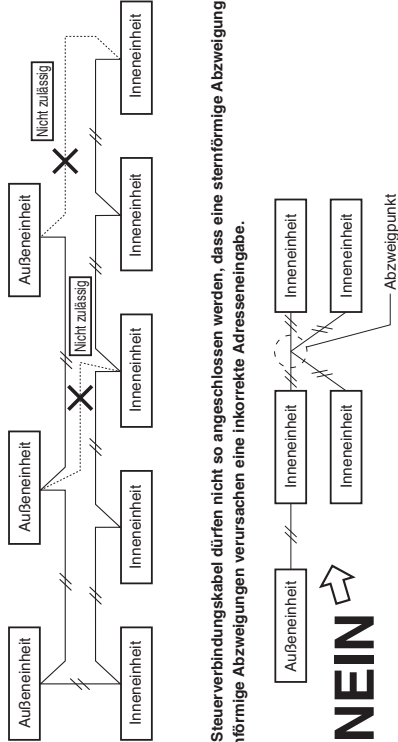 Außeneinheit
Außeneinheit
Außeneinheit
Nicht zulässig
Nicht zulässig
Inneneinheit
Inneneinheit
Inneneinheit
Inneneinheit
Inneneinheit
Steuerverbindungskabel dürfen nicht so angeschlossen werden, dass eine sternförmige Abzweigung
förmige Abzweigungen verursachen eine inkorrekte Adresseneingabe.
Außeneinheit
Inneneinheit
Inneneinheit
Inneneinheit
Inneneinheit
NEIN
Abzweigpunkt